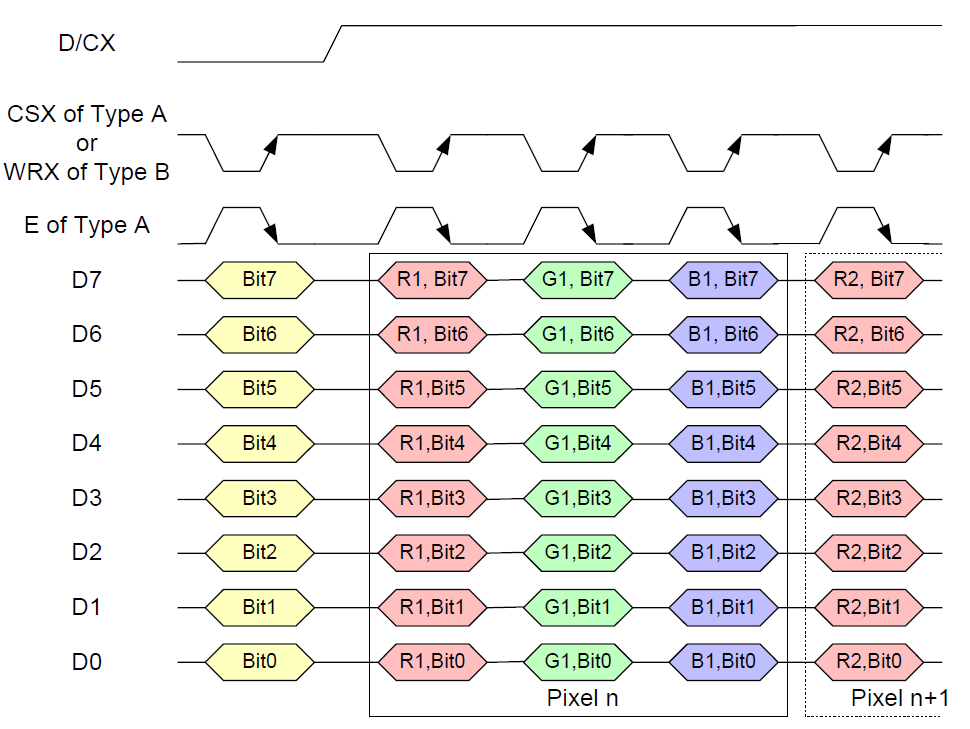 D/CX
CSX of Type A
or
WRX of Type B
E of Type A
D7 Bit7 R1, Bit7 G1, Bit7 B1, Bit7 R2, Bit7
D6 Bit6 R1, Bit6 G1, Bit6 B1, Bit6 R2, Bit6
D5 Bit5 R1,Bit5 G1,Bit5 B1,Bit5 R2,Bit5
D4 Bit4 R1,Bit4 G1,Bit4 B1,Bit4 R2,Bit4
D3 Bit3 R1,Bit3 G1,Bit3 B1,Bit3 R2,Bit3
D2 Bit2 R1,Bit2 G1,Bit2 B1,Bit2 R2,Bit2
D1 Bit1 R1,Bit1 G1,Bit1 B1,Bit1 R2,Bit1
D0 Bit0 R1,Bit0 G1,Bit0 B1,Bit0 R2,Bit0
Pixel n Pixel n+1